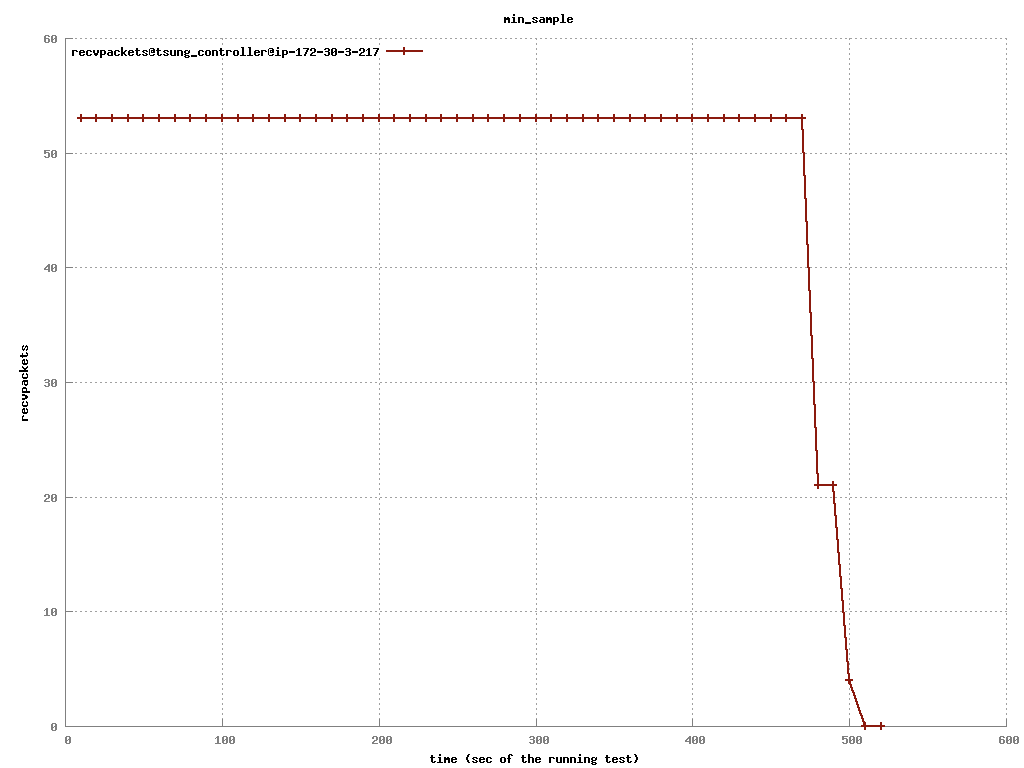 min_sample
60
recvpackets@tsung_controller@ip-172-30-3-217
50
40
30
recvpackets
20
10
0
0 100 200 300 400 500 600
time (sec of the running test)